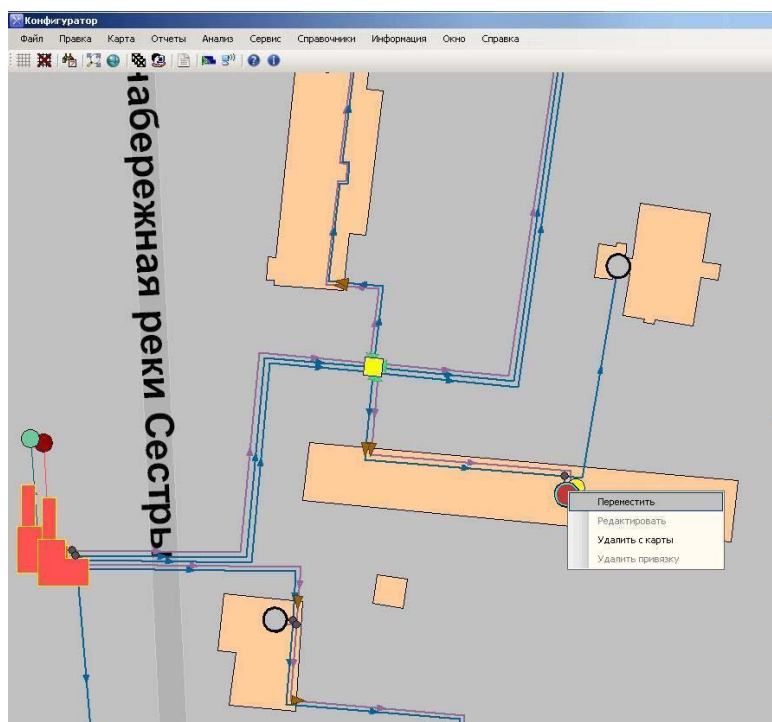 Конфигуратор
Файл Правка Карта Отчеты Анализ Сервис Справочники Информация Окно Справка
набережная реки Сестры
Переместить
Редактировать
Удалить с карты
Удалить привязку